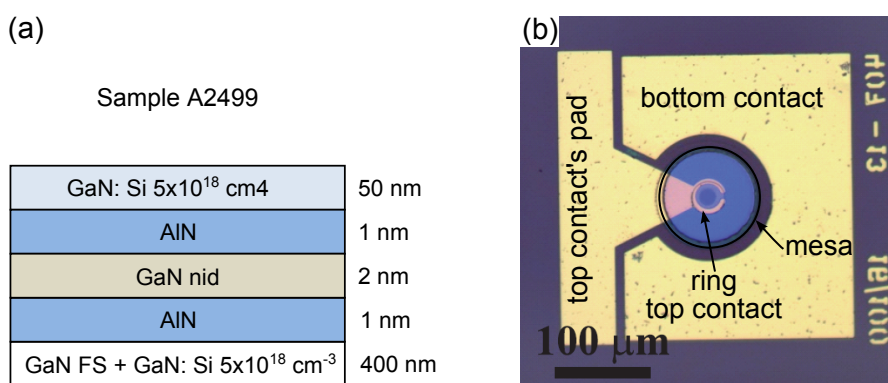 (a)
Sample A2499
GaN: Si 5x10¹⁸ cm4
50 nm
AlN
1 nm
GaN nid
2 nm
AlN
1 nm
GaN FS + GaN: Si 5x10¹⁸ cm⁻³
400 nm
(b)
top contact's pad
bottom contact
mesa
ring
top contact
100 μm
18/100